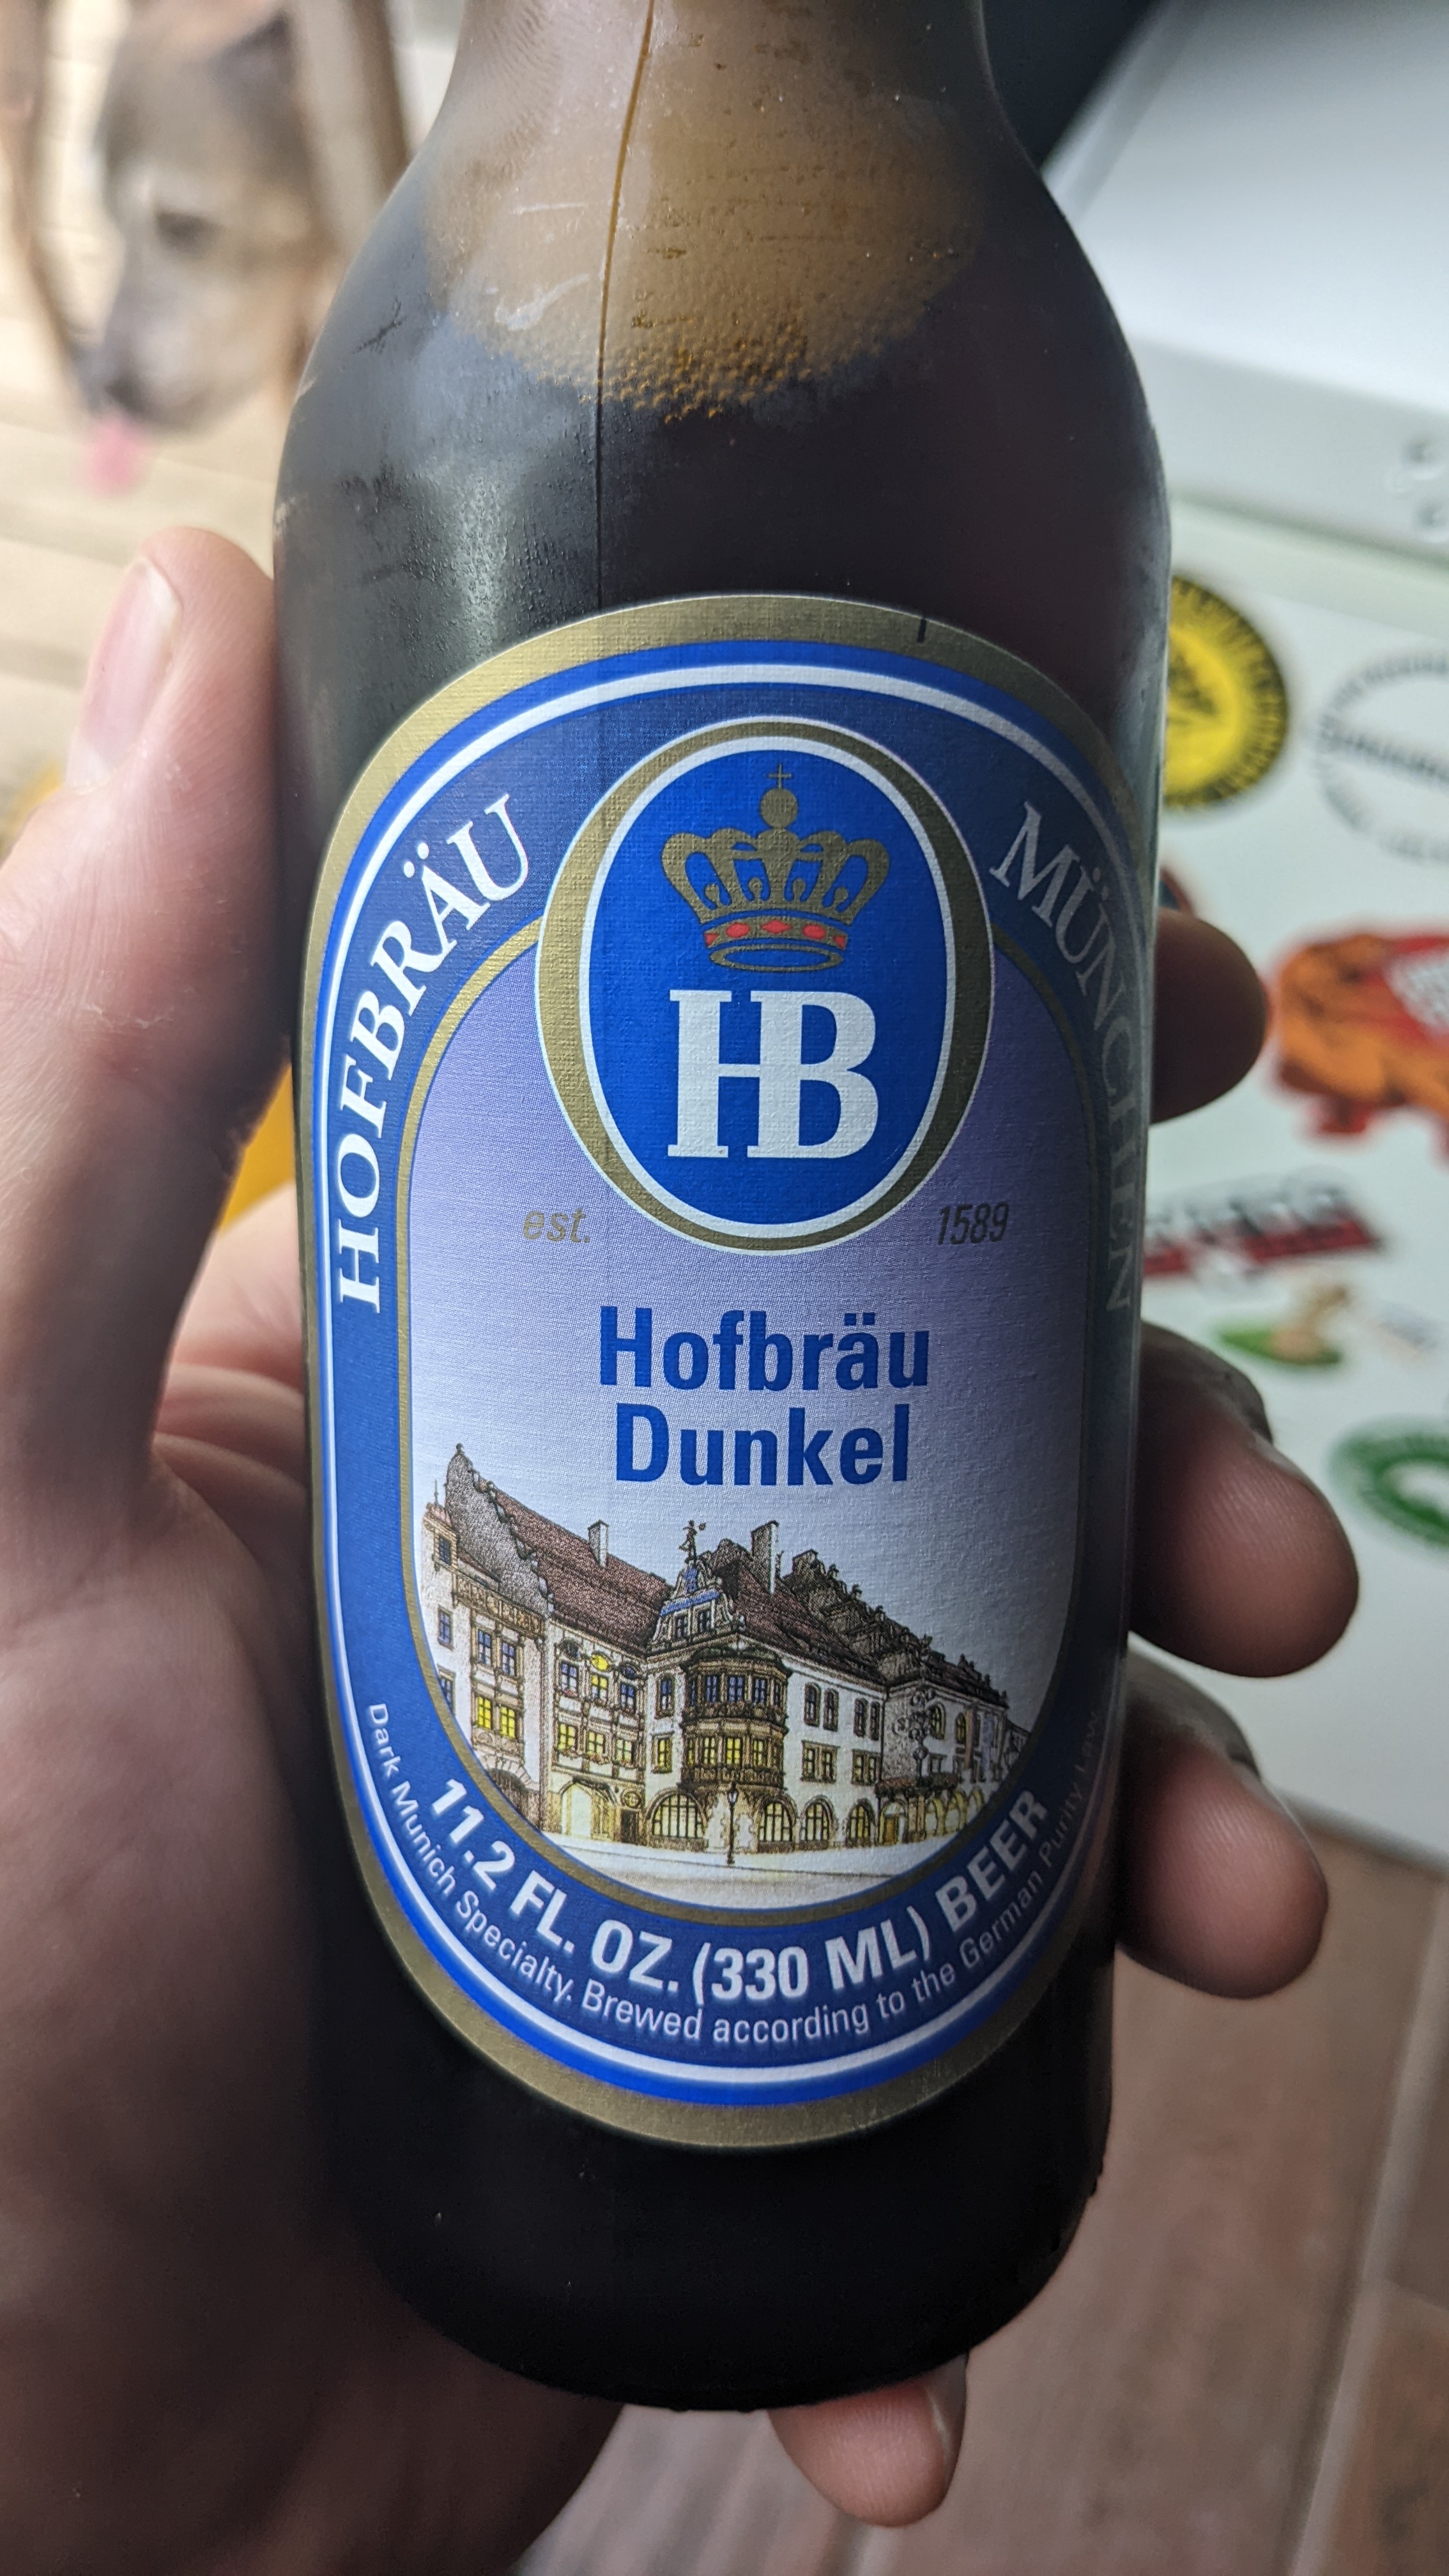 HOFBRÄU MÜNCHEN
HB
est. 1589
Hofbräu
Dunkel
11.2 FL. OZ. (330 ML) BEER
Dark Munich Specialty. Brewed according to the German Purity Law.